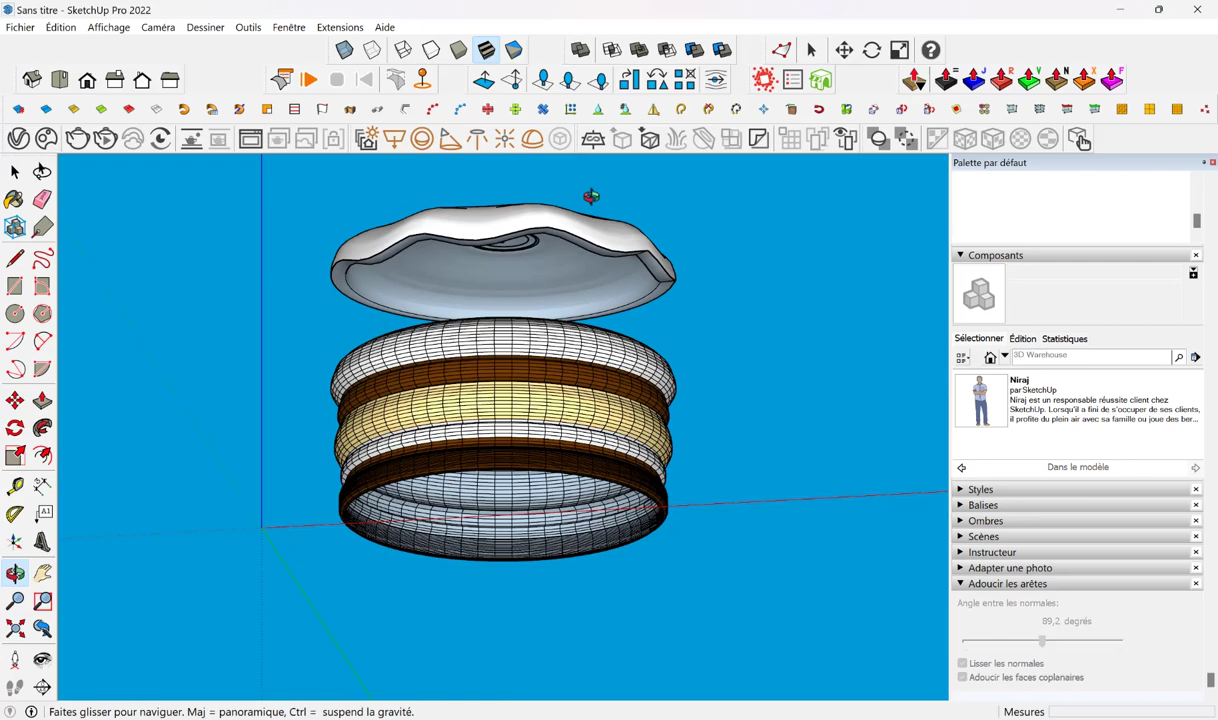 Sans titre - SketchUp Pro 2022
Fichier Édition Affichage Caméra Dessiner Outils Fenêtre Extensions Aide
Palette par défaut
Composants
Sélectionner Édition Statistiques
3D Warehouse
Niraj
par SketchUp
Niraj est un responsable réussite client chez
SketchUp. Lorsqu'il a fini de s'occuper de ses clients,
il profite du plein air avec sa famille ou joue des ber...
Dans le modèle
Styles
Balises
Ombres
Scènes
Instructeur
Adapter une photo
Adoucir les arêtes
Angle entre les normales:
89,2 degrés
Lisser les normales
Adoucir les faces coplanaires
Faites glisser pour naviguer. Maj = panoramique, Ctrl = suspend la gravité.
Mesures